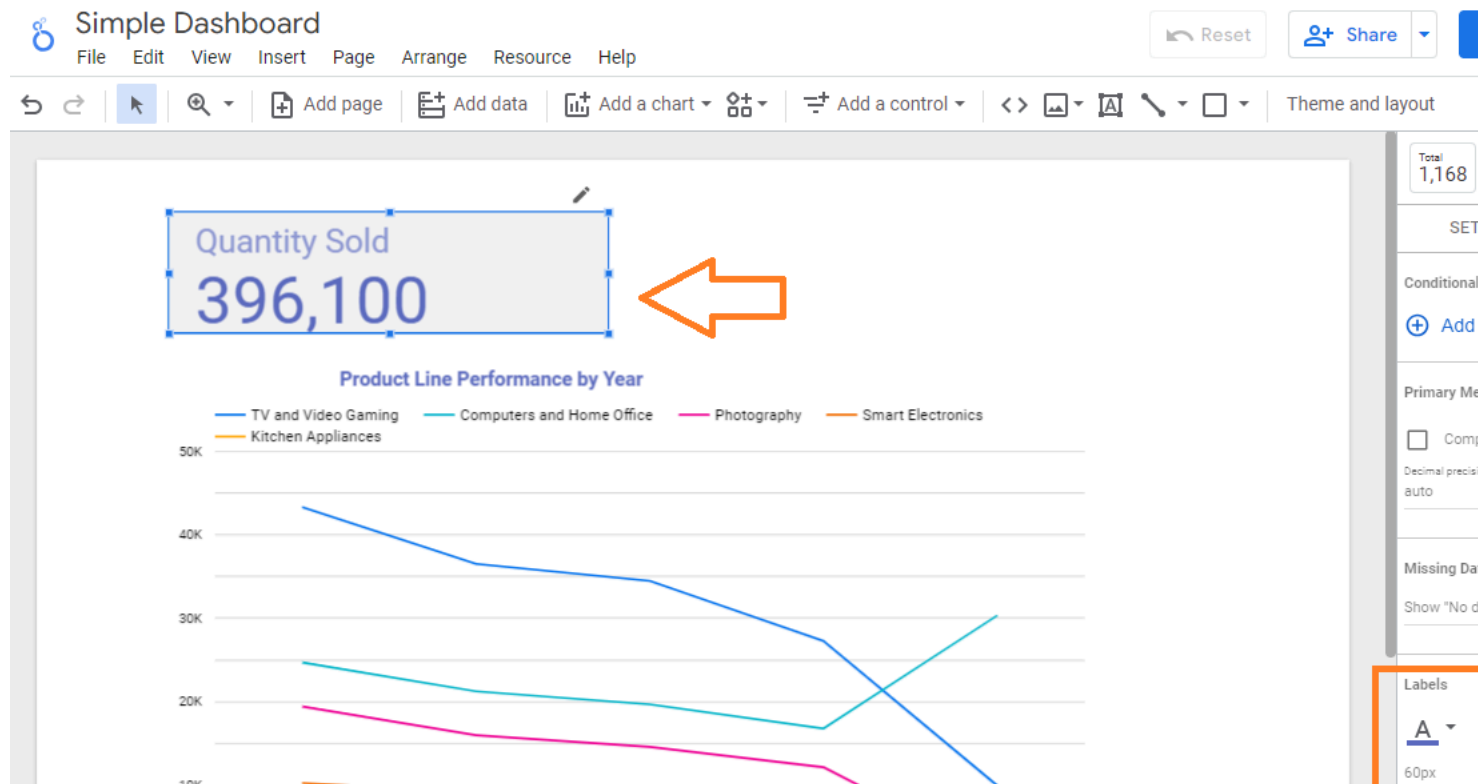 Simple Dashboard
File Edit View Insert Page Arrange Resource Help
Reset Share
Add page Add data Add a chart Add a control Theme and layout
Total
1,168
Quantity Sold
396,100
SET
Conditional
Add
Product Line Performance by Year
Primary Me
TV and Video Gaming Computers and Home Office Photography Smart Electronics
Kitchen Appliances
Comp
50K
Decimal precisi
auto
40K
Missing Da
Show "No d
30K
Labels
20K
A
60px
10K